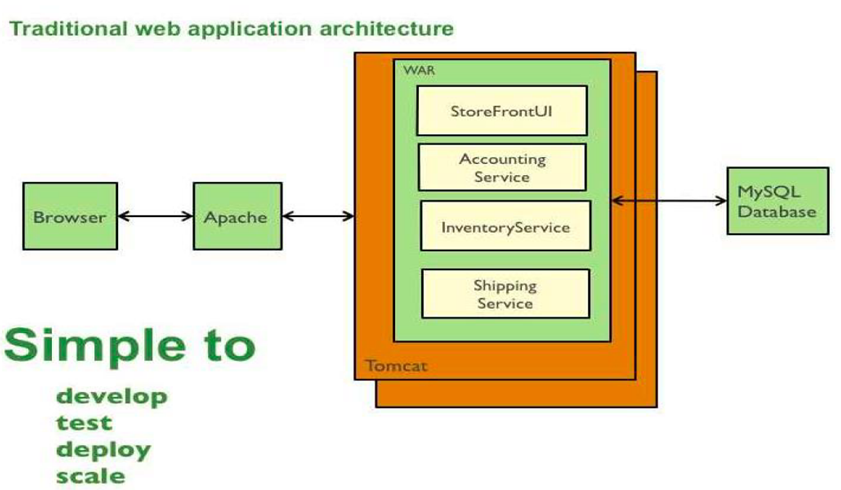 Traditional web application architecture
WAR
StoreFrontUI
Accounting
Service
InventoryService
Shipping
Service
Browser
Apache
MySQL
Database
Tomcat
Simple to
develop
test
deploy
scale